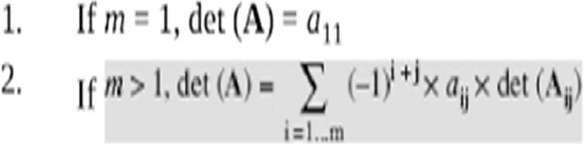 1. If m = 1, det (A) = a₁₁
2. If m > 1, det (A) = ∑ (–1)ⁱ⁺ʲ × aᵢⱼ × det (Aᵢⱼ)
i=1...m